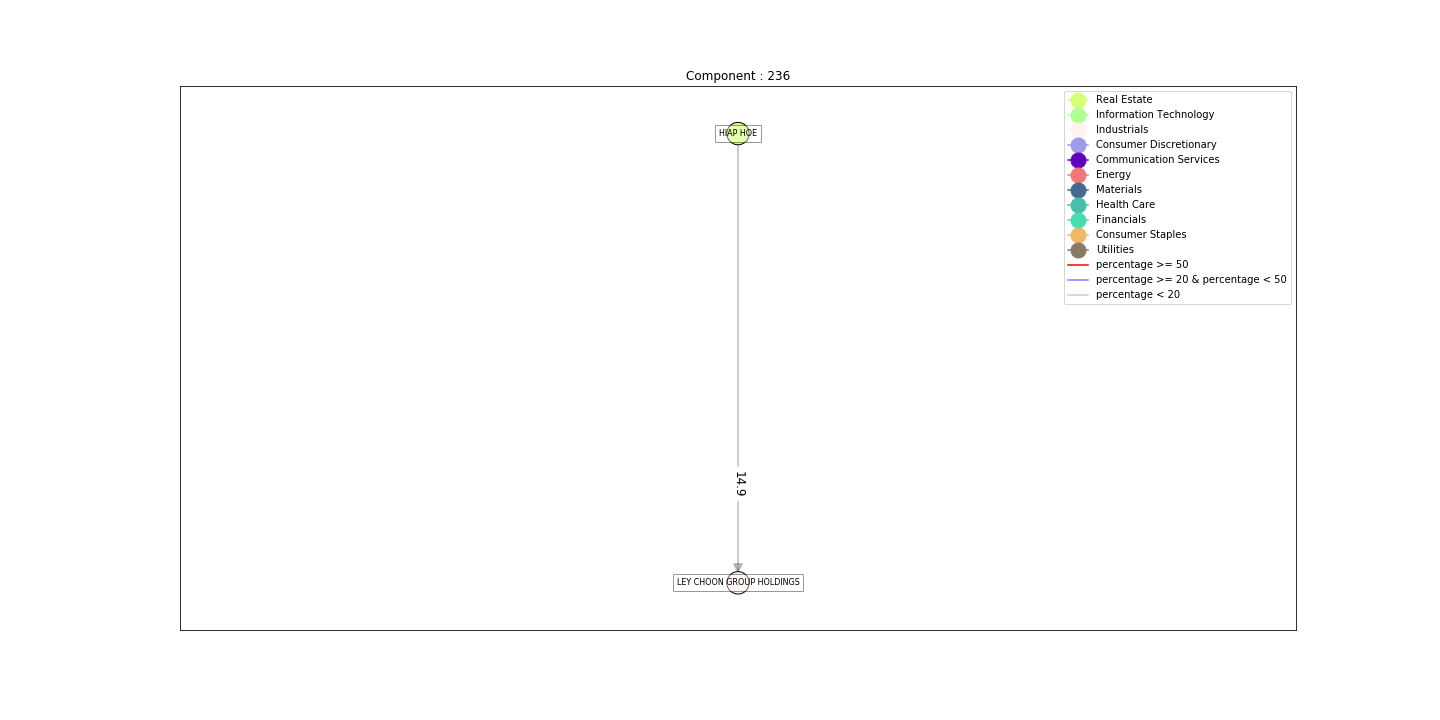 Component : 236
HIAP HOE
Real Estate
Information Technology
Industrials
Consumer Discretionary
Communication Services
Energy
Materials
Health Care
Financials
Consumer Staples
Utilities
percentage >= 50
percentage >= 20 & percentage < 50
percentage < 20
14.9
LEY CHOON GROUP HOLDINGS